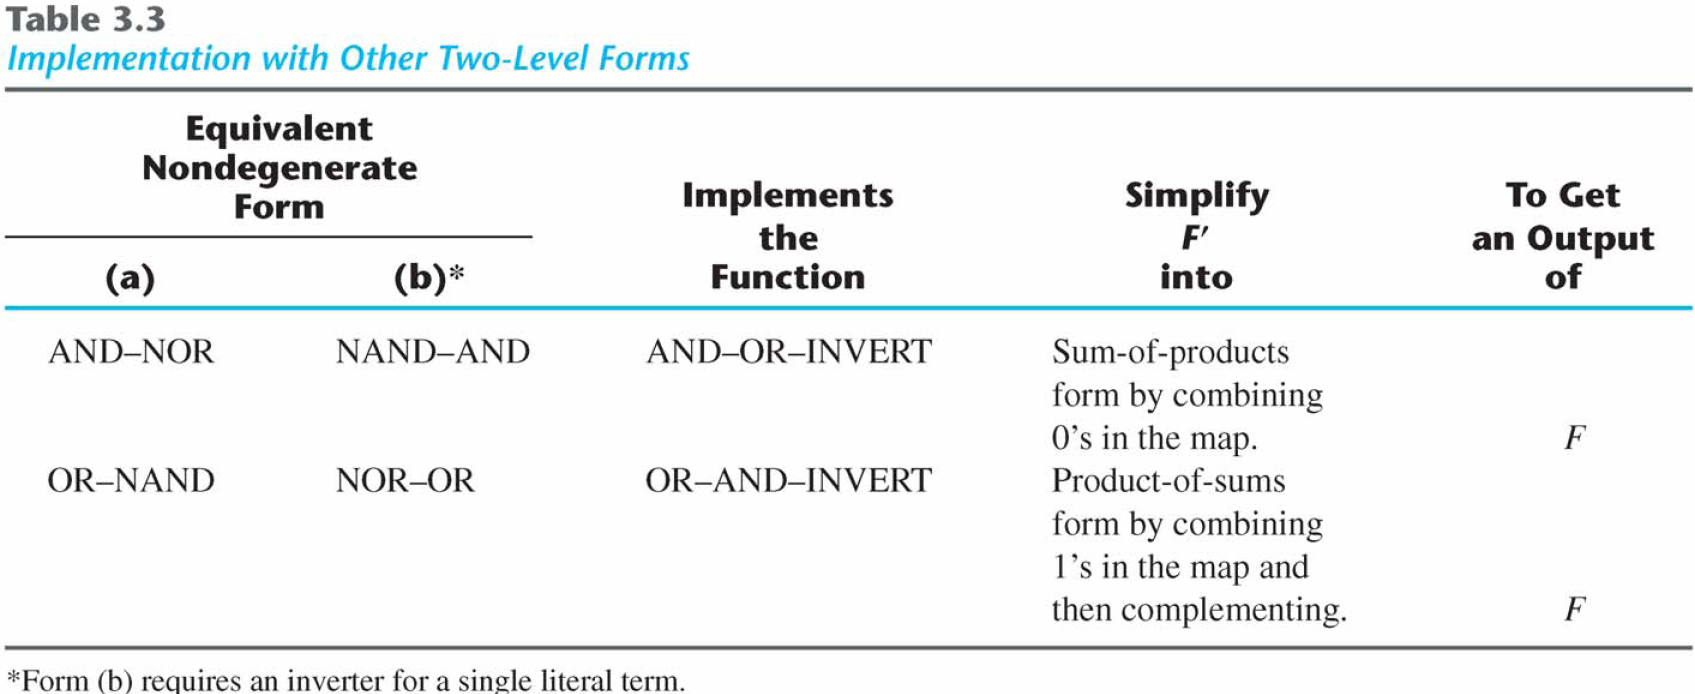 Table 3.3
Implementation with Other Two-Level Forms
Equivalent
Nondegenerate
Form
(a) (b)*
Implements
the
Function
Simplify
F′
into
To Get
an Output
of
AND–NOR NAND–AND AND–OR–INVERT Sum-of-products
form by combining
0’s in the map. F
OR–NAND NOR–OR OR–AND–INVERT Product-of-sums
form by combining
1’s in the map and
then complementing. F
*Form (b) requires an inverter for a single literal term.